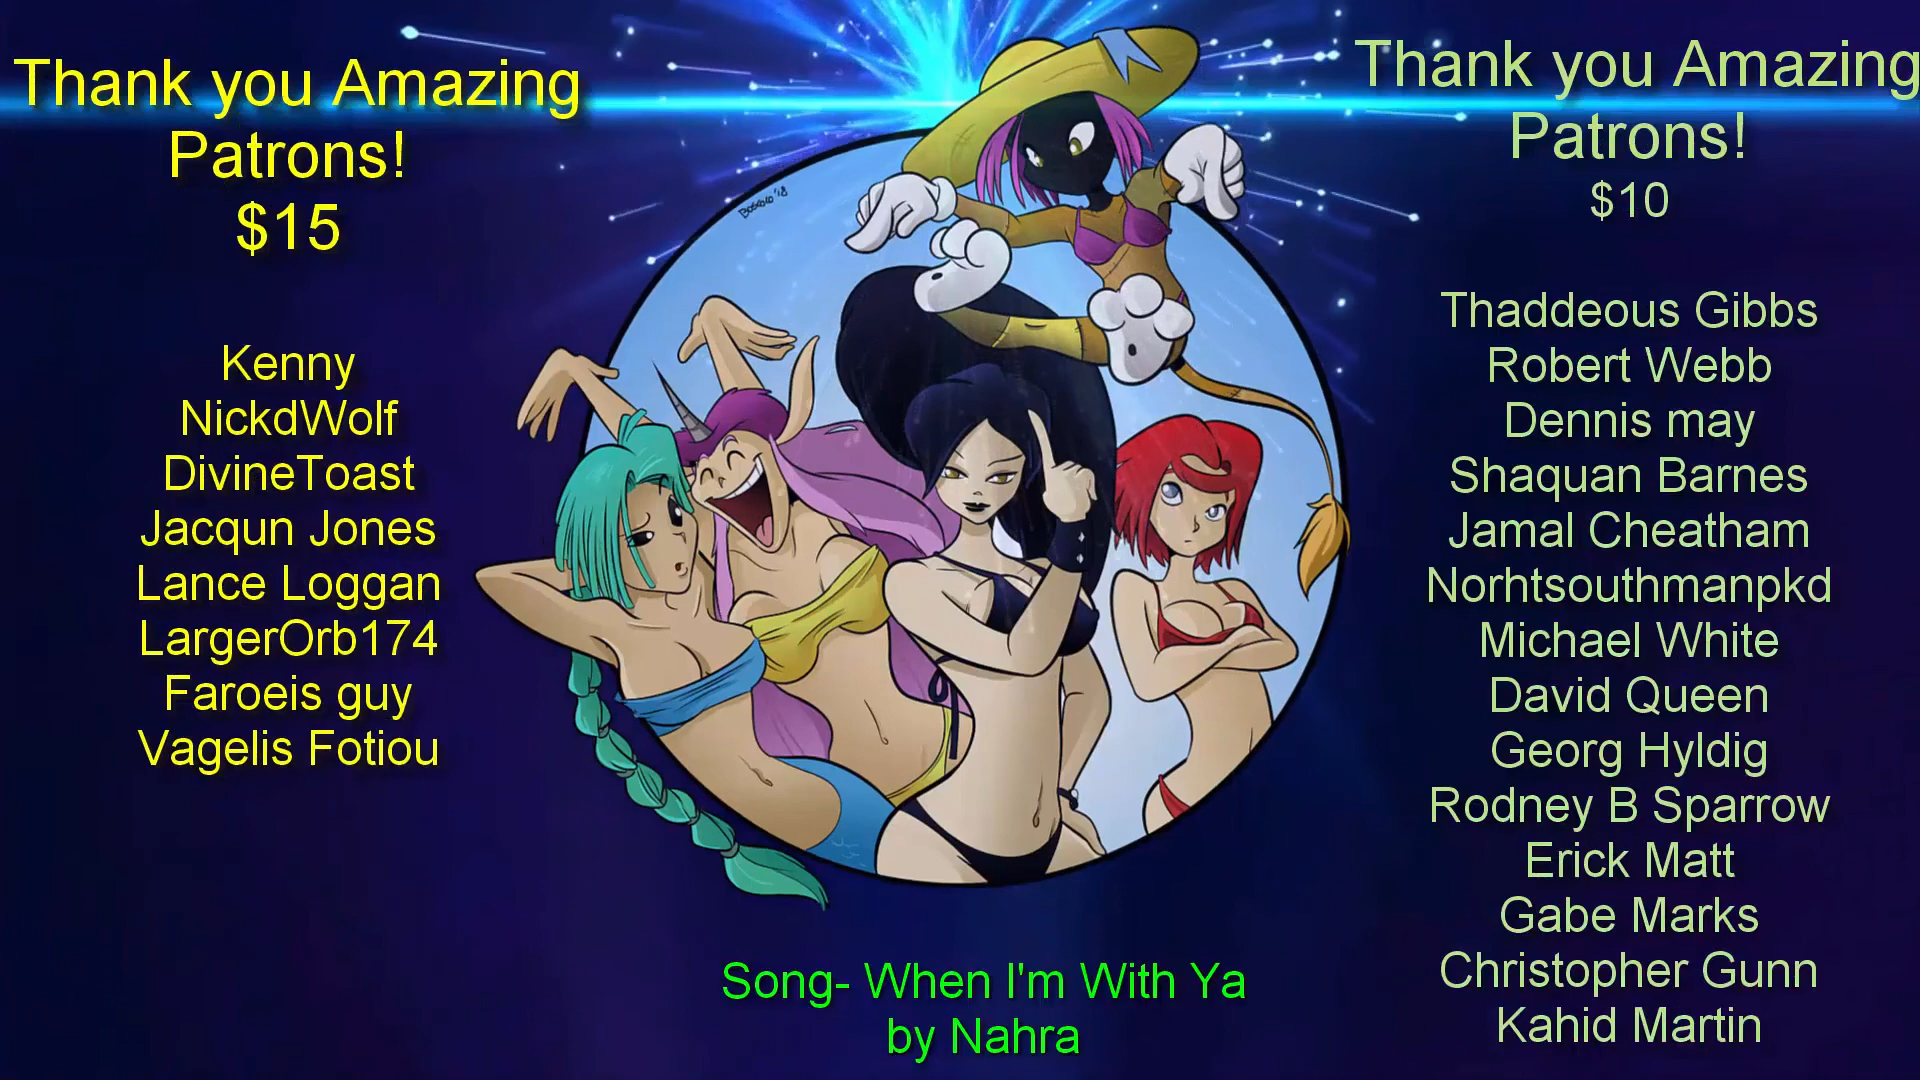 Thank you Amazing
Patrons!
$15
Kenny
NickdWolf
DivineToast
Jacqun Jones
Lance Loggan
LargerOrb174
Faroeis guy
Vagelis Fotiou
Thank you Amazing
Patrons!
$10
Thaddeous Gibbs
Robert Webb
Dennis may
Shaquan Barnes
Jamal Cheatham
Norhtsouthmanpkd
Michael White
David Queen
Georg Hyldig
Rodney B Sparrow
Erick Matt
Gabe Marks
Christopher Gunn
Kahid Martin
Song- When I'm With Ya
by Nahra